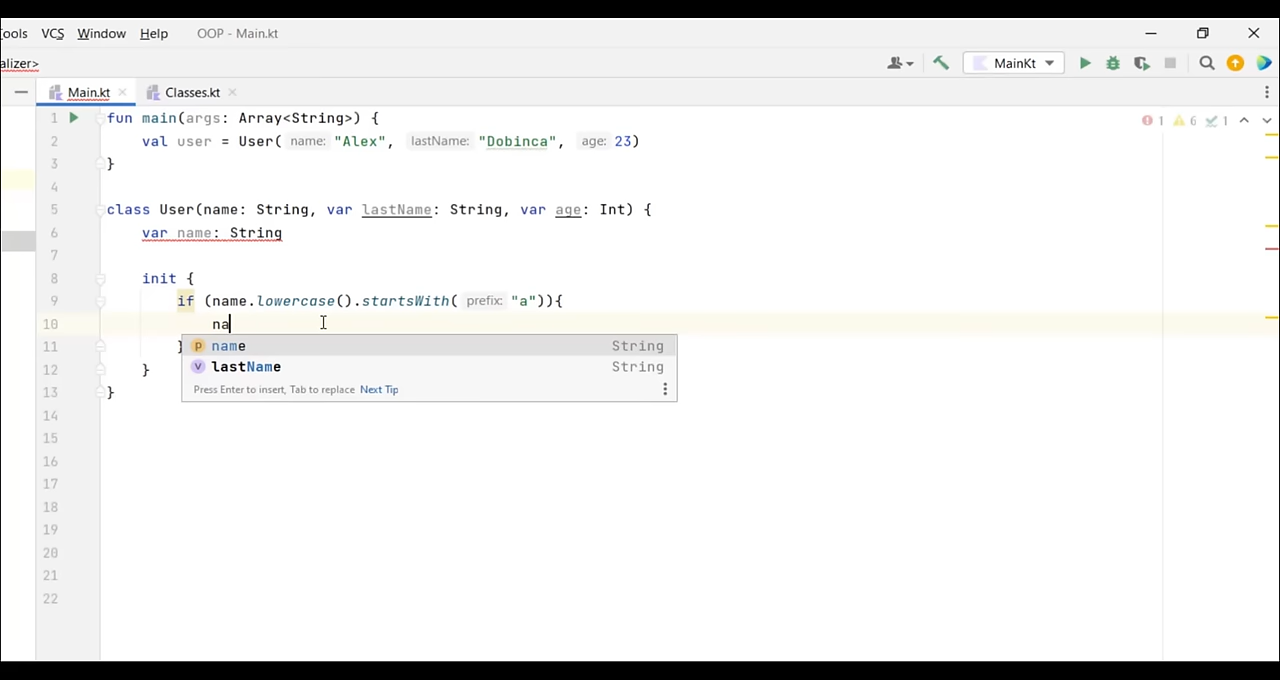 ools VCS Window Help OOP - Main.kt
alizer> MainKt
Main.kt Classes.kt
1 fun main(args: Array<String>) { 1 6 1
2 val user = User( name: "Alex", lastName: "Dobinca", age: 23)
3 }
4
5 class User(name: String, var lastName: String, var age: Int) {
6 var name: String
7
8 init {
9 if (name.lowercase().startsWith( prefix: "a")){
10 na
p name String
11 }
v lastName String
12 }
Press Enter to insert, Tab to replace Next Tip
13 }
14
15
16
17
18
19
20
21
22